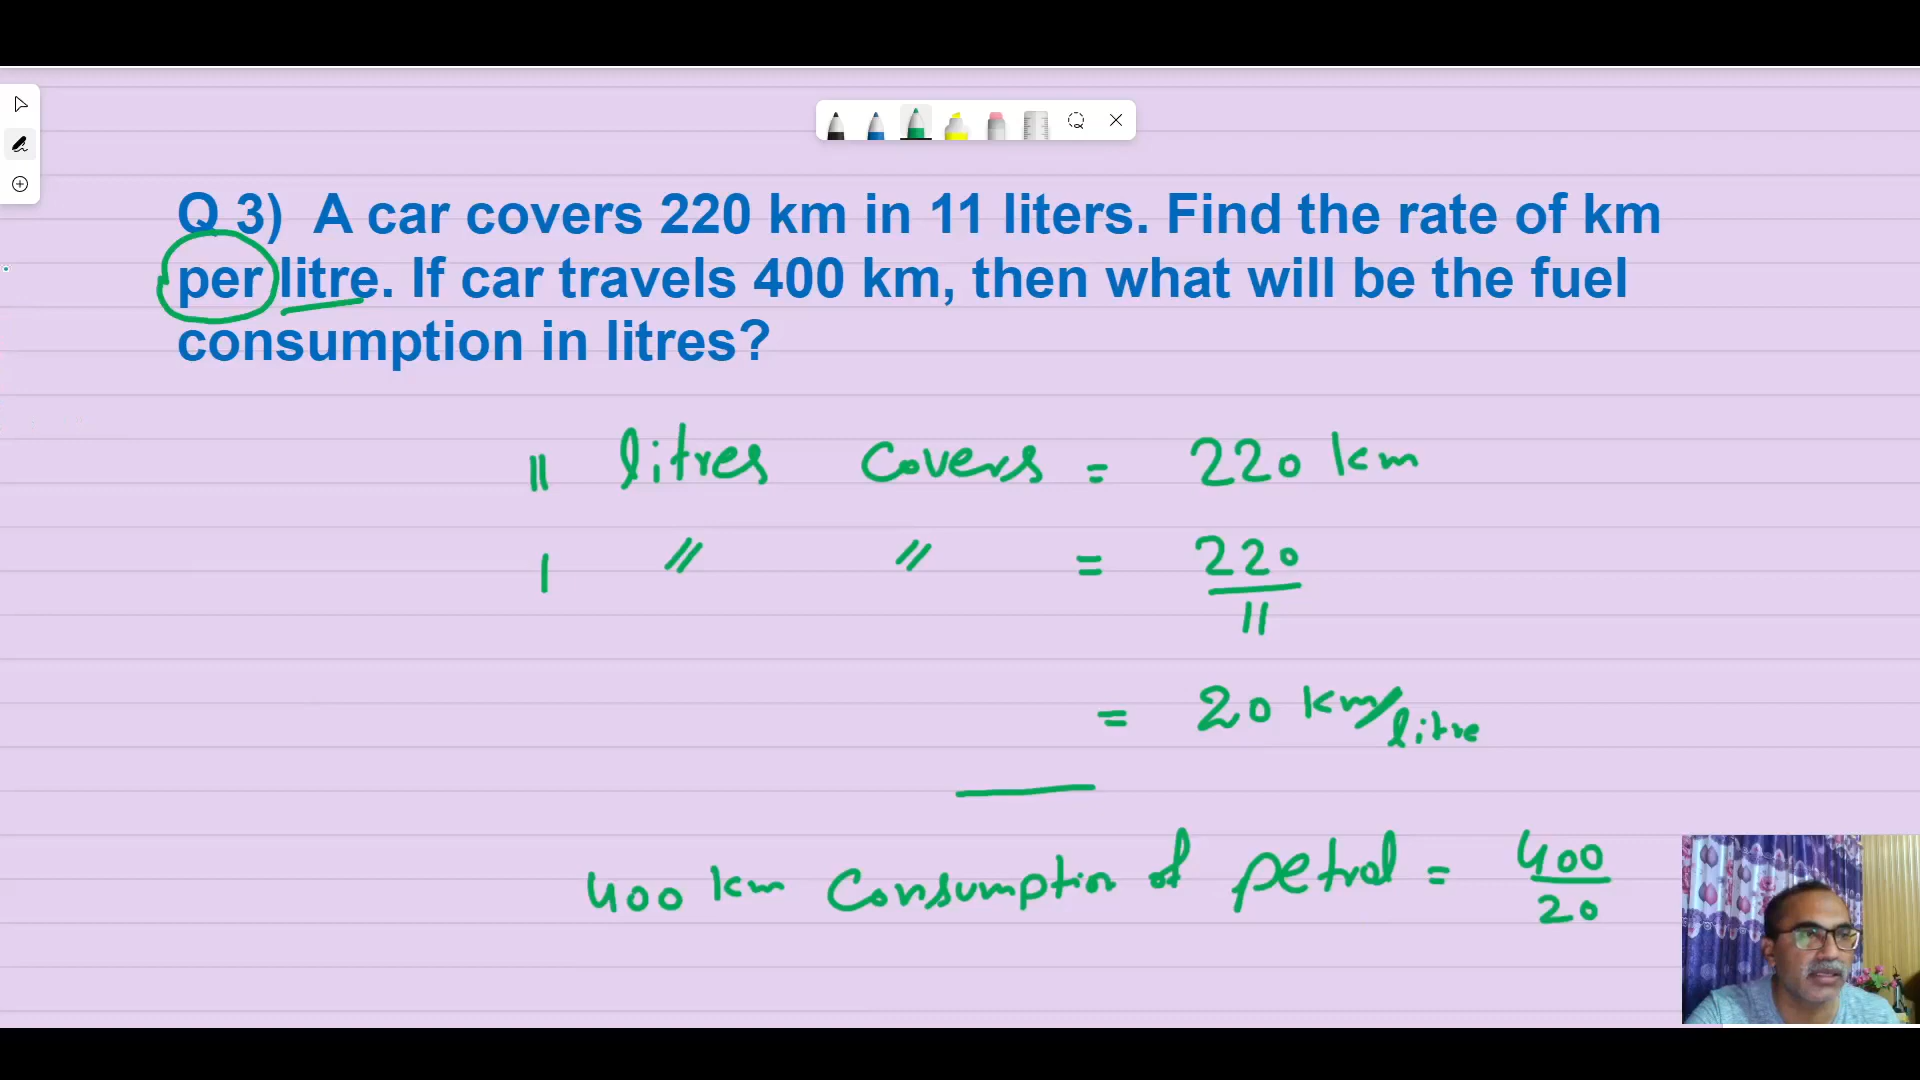 Q 3) A car covers 220 km in 11 liters. Find the rate of km
per litre. If car travels 400 km, then what will be the fuel
consumption in litres?
11 litres covers = 220 km
1 〃 〃 = 220/11
= 20 km/litre
400 km Consumption of petrol = 400/20